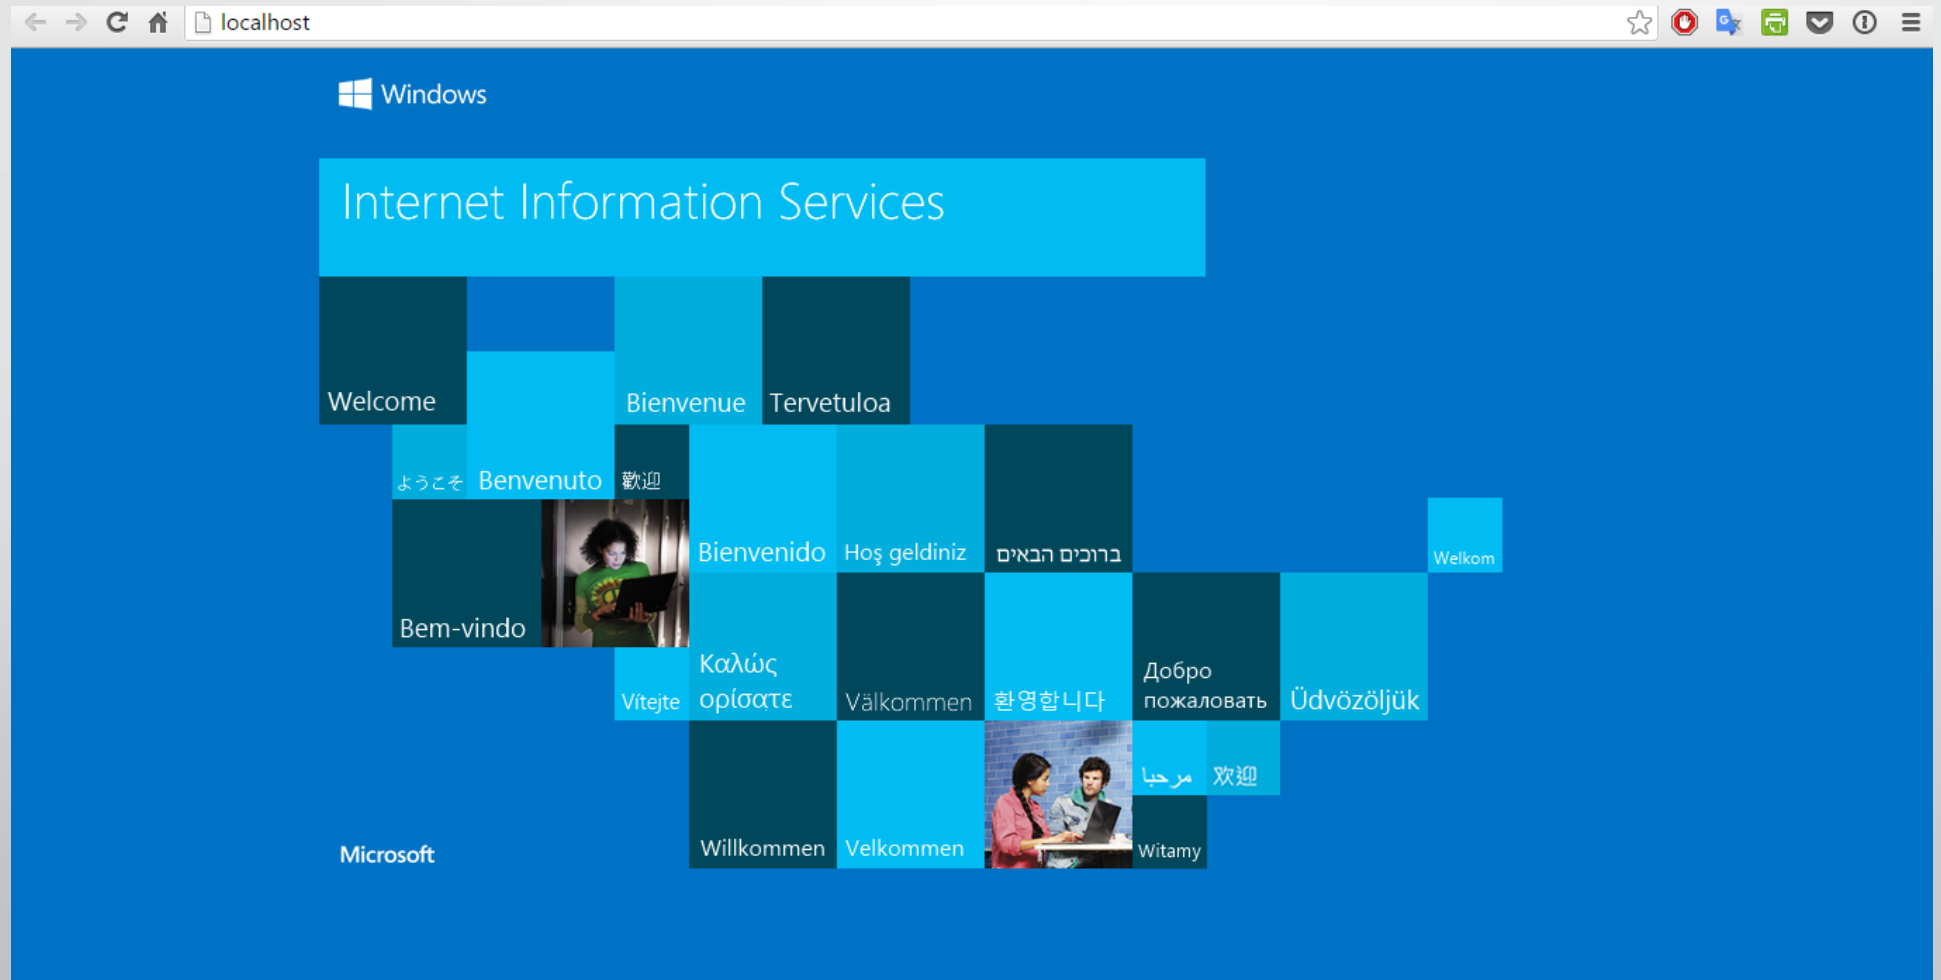 localhost
Windows
Internet Information Services
Welcome
Bienvenue
Tervetuloa
ようこそ
Benvenuto
歡迎
Bienvenido
Hoş geldiniz
ברוכים הבאים
Welkom
Bem-vindo
Vítejte
Καλώς
ορίσατε
Välkommen
환영합니다
Добро
пожаловать
Üdvözöljük
مرحبا
欢迎
Willkommen
Velkommen
Witamy
Microsoft